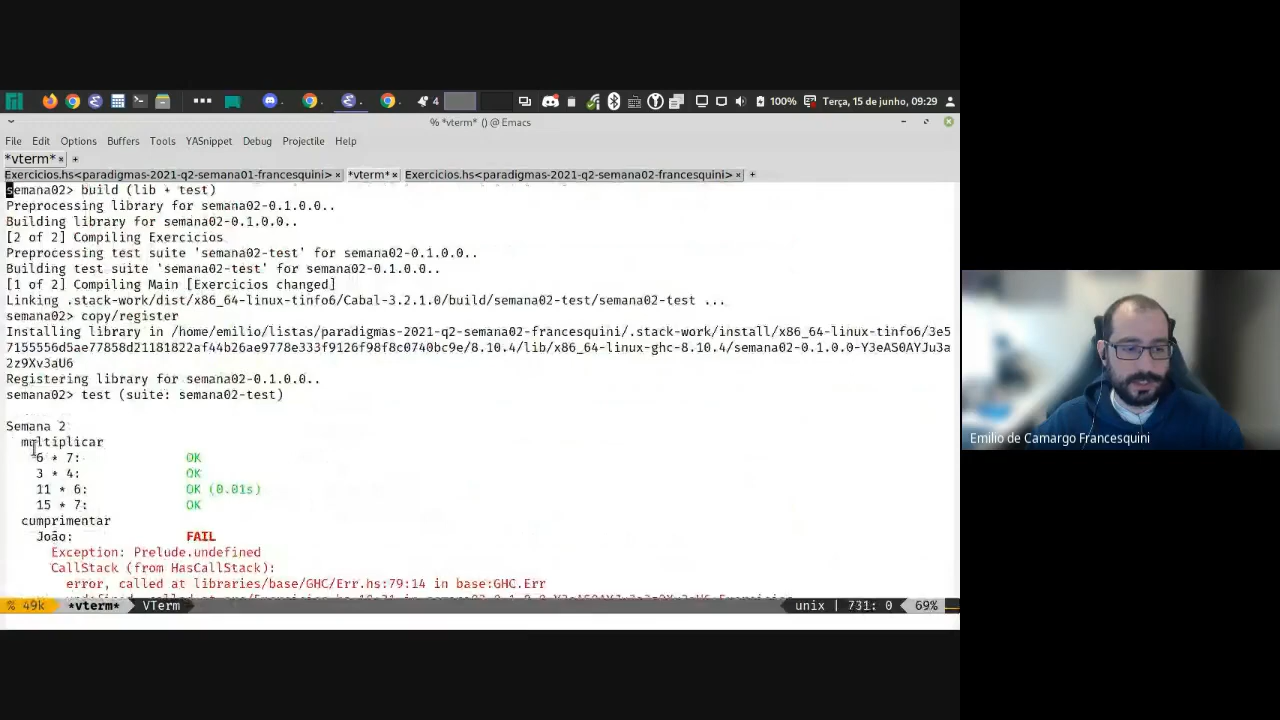 4
100%
Terça, 15 de junho, 09:29
% *vterm* () @ Emacs
File Edit Options Buffers Tools YASnippet Debug Projectile Help
*vterm* × +
Exercicios.hs<paradigmas-2021-q2-semana01-francesquini> × *vterm* × Exercicios.hs<paradigmas-2021-q2-semana02-francesquini> × +
semana02> build (lib + test)
Preprocessing library for semana02-0.1.0.0..
Building library for semana02-0.1.0.0..
[2 of 2] Compiling Exercicios
Preprocessing test suite 'semana02-test' for semana02-0.1.0.0..
Building test suite 'semana02-test' for semana02-0.1.0.0..
[1 of 2] Compiling Main [Exercicios changed]
Linking .stack-work/dist/x86_64-linux-tinfo6/Cabal-3.2.1.0/build/semana02-test/semana02-test ...
semana02> copy/register
Installing library in /home/emilio/listas/paradigmas-2021-q2-semana02-francesquini/.stack-work/install/x86_64-linux-tinfo6/3e5
7155556d5ae77858d21181822af44b26ae9778e333f9126f98f8c0740bc9e/8.10.4/lib/x86_64-linux-ghc-8.10.4/semana02-0.1.0.0-Y3eAS0AYJu3a
2z9Xv3aU6
Registering library for semana02-0.1.0.0..
semana02> test (suite: semana02-test)
Semana 2
multiplicar
6 * 7: OK
3 * 4: OK
11 * 6: OK (0.01s)
15 * 7: OK
cumprimentar
João: FAIL
Exception: Prelude.undefined
CallStack (from HasCallStack):
error, called at libraries/base/GHC/Err.hs:79:14 in base:GHC.Err
% 49k *vterm* VTerm unix | 731: 0 69%
Emilio de Camargo Francesquini